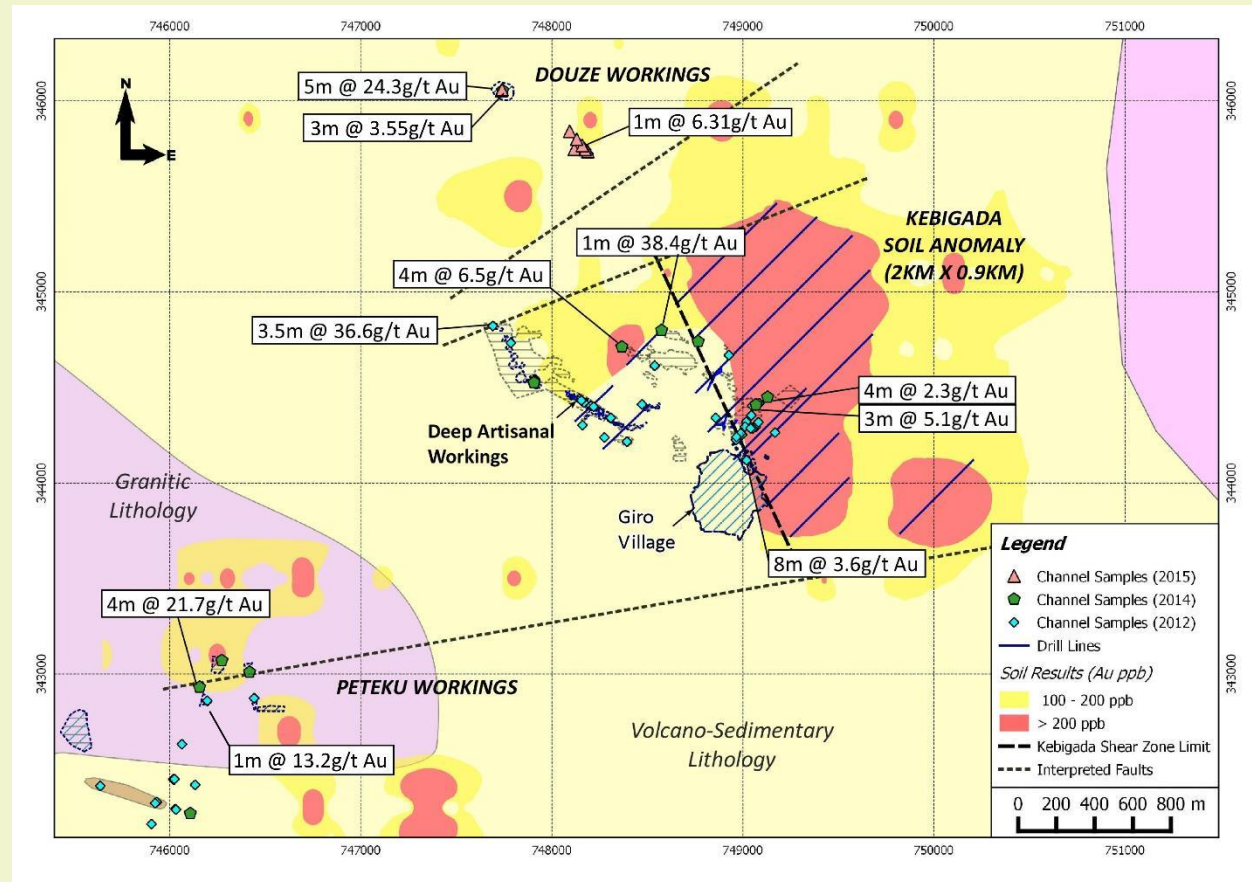 746000
747000
748000
749000
750000
751000
346000
346000
345000
345000
344000
344000
343000
343000
N
E
5m @ 24.3g/t Au
3m @ 3.55g/t Au
DOUZE WORKINGS
1m @ 6.31g/t Au
KEBIGADA
SOIL ANOMALY
(2KM X 0.9KM)
1m @ 38.4g/t Au
4m @ 6.5g/t Au
3.5m @ 36.6g/t Au
4m @ 2.3g/t Au
3m @ 5.1g/t Au
Deep Artisanal
Workings
Granitic
Lithology
Giro
Village
8m @ 3.6g/t Au
4m @ 21.7g/t Au
PETEKU WORKINGS
1m @ 13.2g/t Au
Volcano-Sedimentary
Lithology
Legend
Channel Samples (2015)
Channel Samples (2014)
Channel Samples (2012)
Drill Lines
Soil Results (Au ppb)
100 - 200 ppb
> 200 ppb
Kebigada Shear Zone Limit
Interpreted Faults
0 200 400 600 800 m
746000
747000
748000
749000
750000
751000